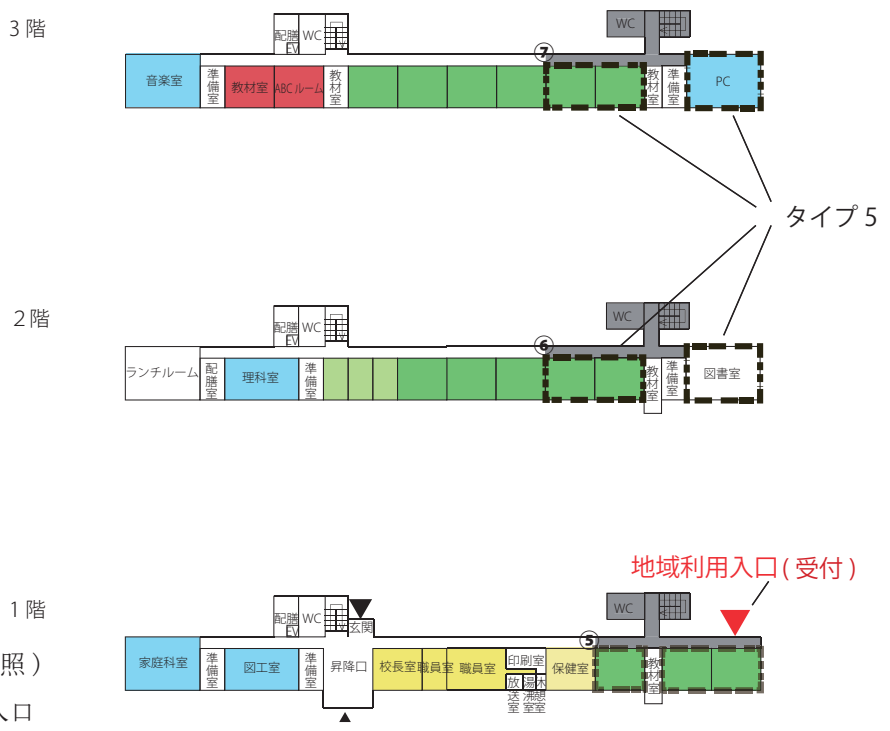 3階
配膳
EV
WC
WC
⑦
音楽室
準備室
教材室
ABCルーム
教材室
教材室
準備室
PC
タイプ5
2階
配膳
EV
WC
WC
⑥
ランチルーム
配膳室
理科室
準備室
教材室
準備室
図書室
地域利用入口(受付)
1階
配膳
EV
WC
玄関
WC
⑤
家庭科室
準備室
図工室
準備室
昇降口
校長室
職員室
職員室
印刷室
放送室
湯沸室
休憩室
保健室
教材室
照)
入口